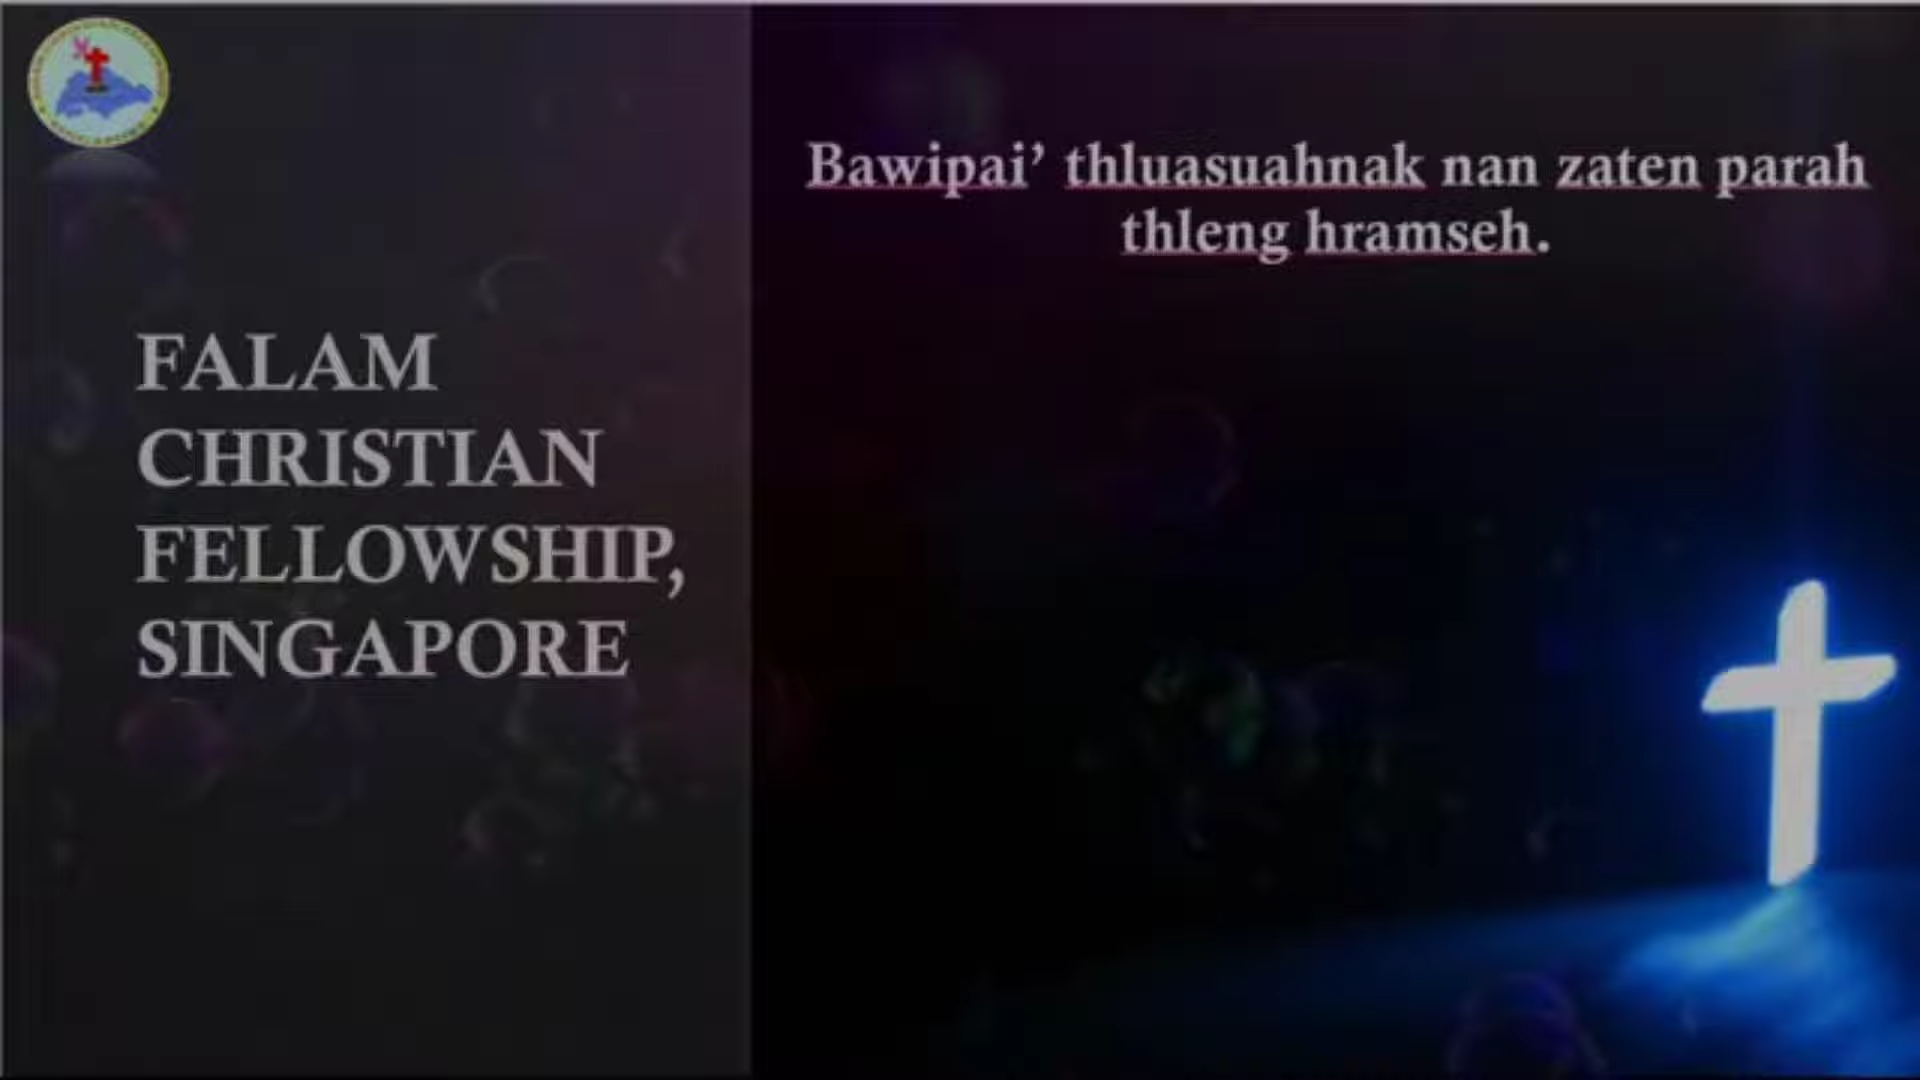 FALAM
CHRISTIAN
FELLOWSHIP,
SINGAPORE
Bawipai’ thluasuahnak nan zaten parah
thleng hramseh.